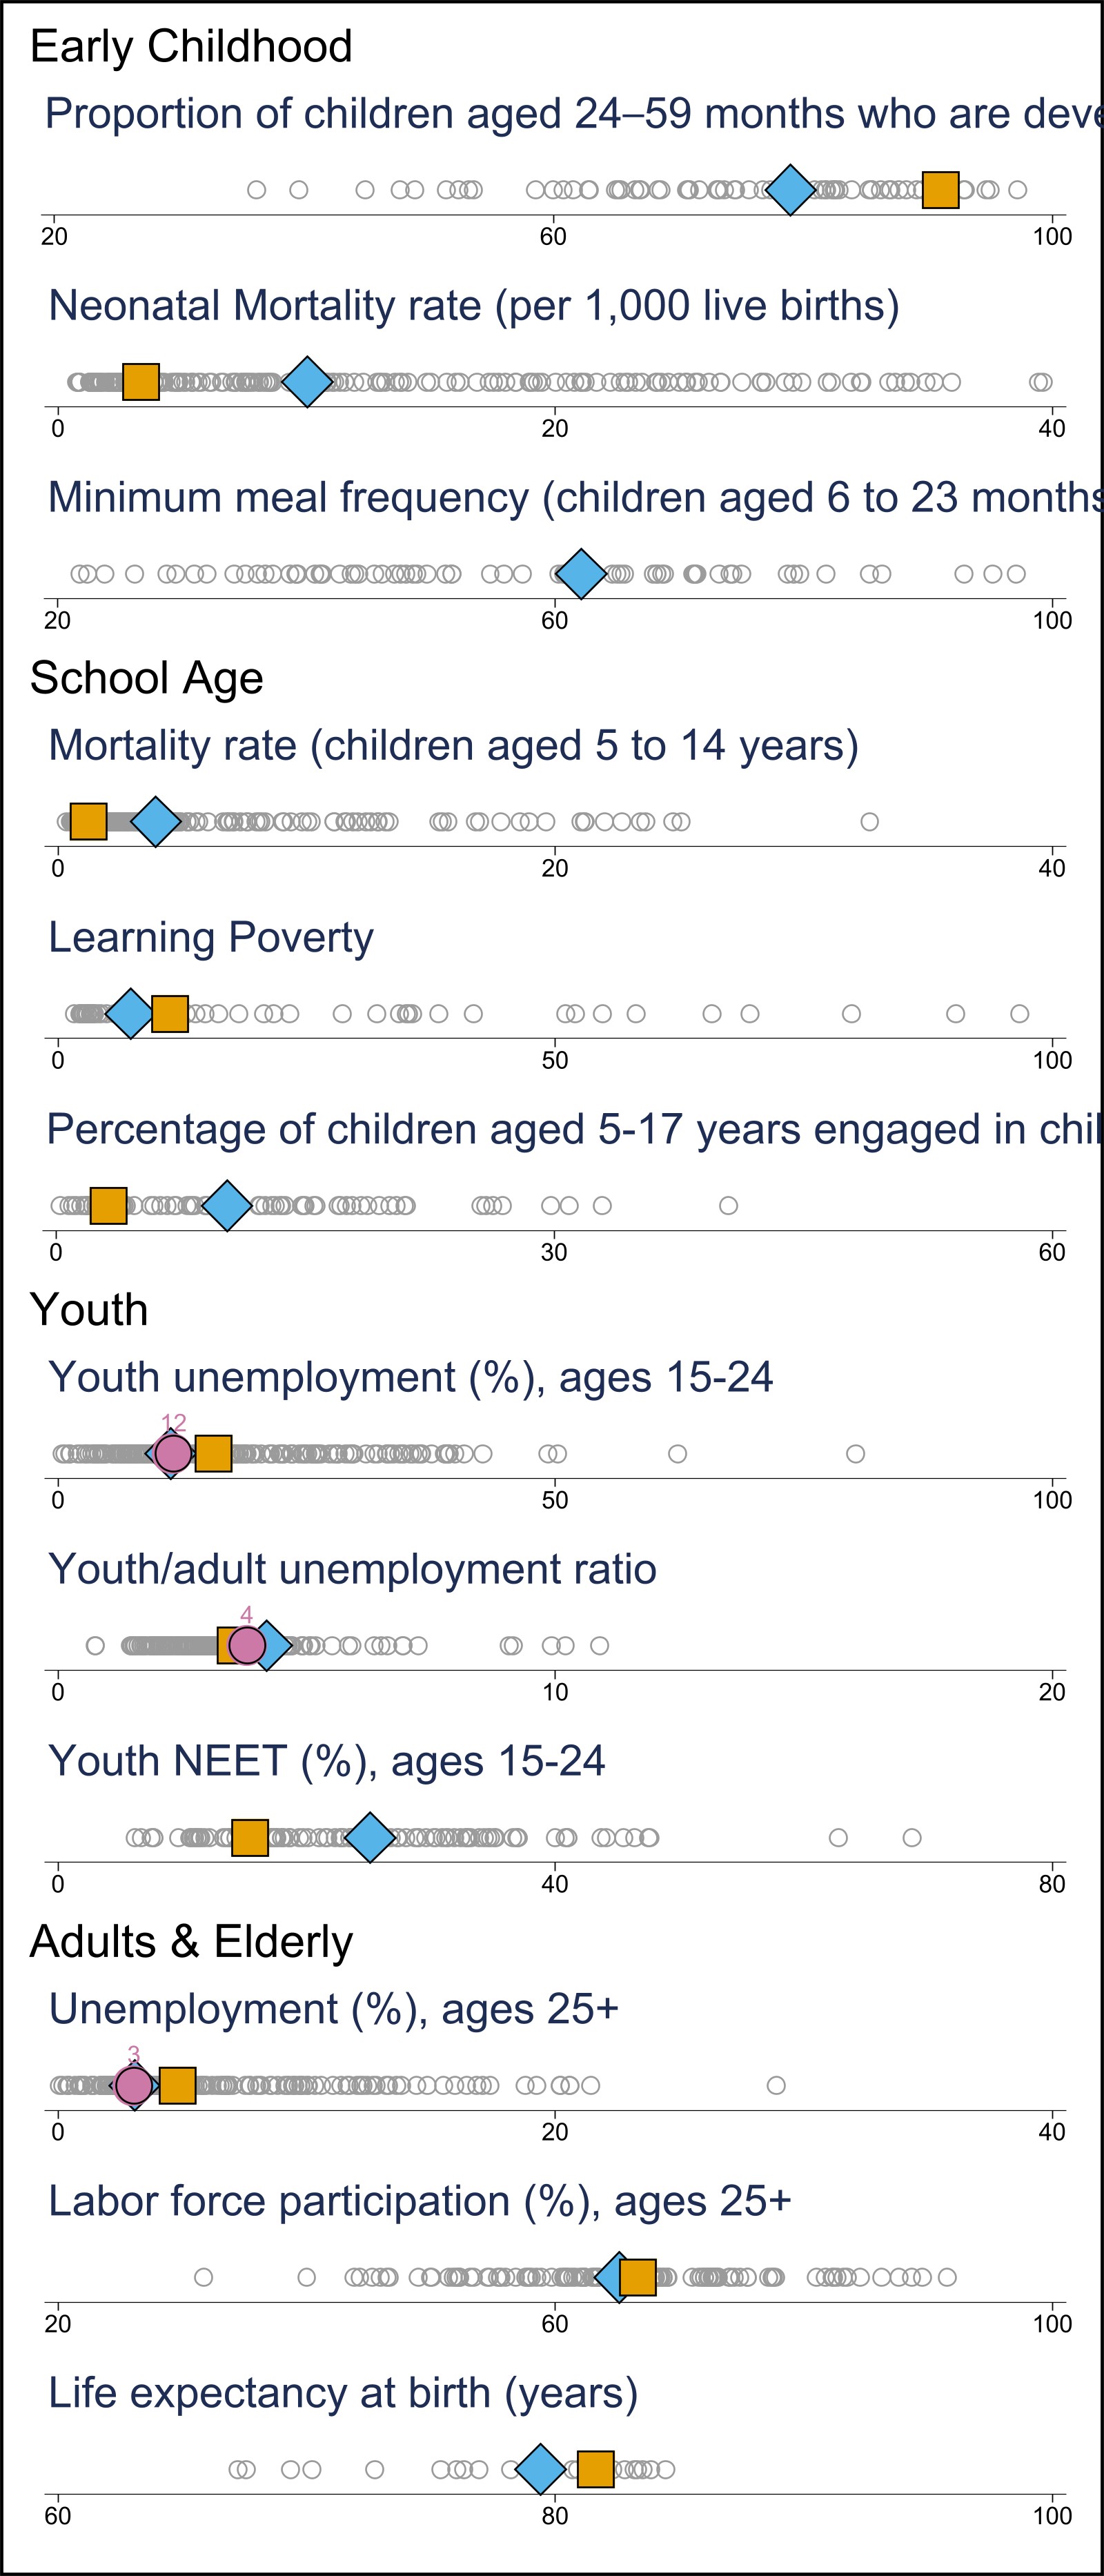 Early Childhood
Proportion of children aged 24–59 months who are deve
20 60 100
Neonatal Mortality rate (per 1,000 live births)
0 20 40
Minimum meal frequency (children aged 6 to 23 months
20 60 100
School Age
Mortality rate (children aged 5 to 14 years)
0 20 40
Learning Poverty
0 50 100
Percentage of children aged 5-17 years engaged in chil
0 30 60
Youth
Youth unemployment (%), ages 15-24
12
0 50 100
Youth/adult unemployment ratio
4
0 10 20
Youth NEET (%), ages 15-24
0 40 80
Adults & Elderly
Unemployment (%), ages 25+
3
0 20 40
Labor force participation (%), ages 25+
20 60 100
Life expectancy at birth (years)
60 80 100